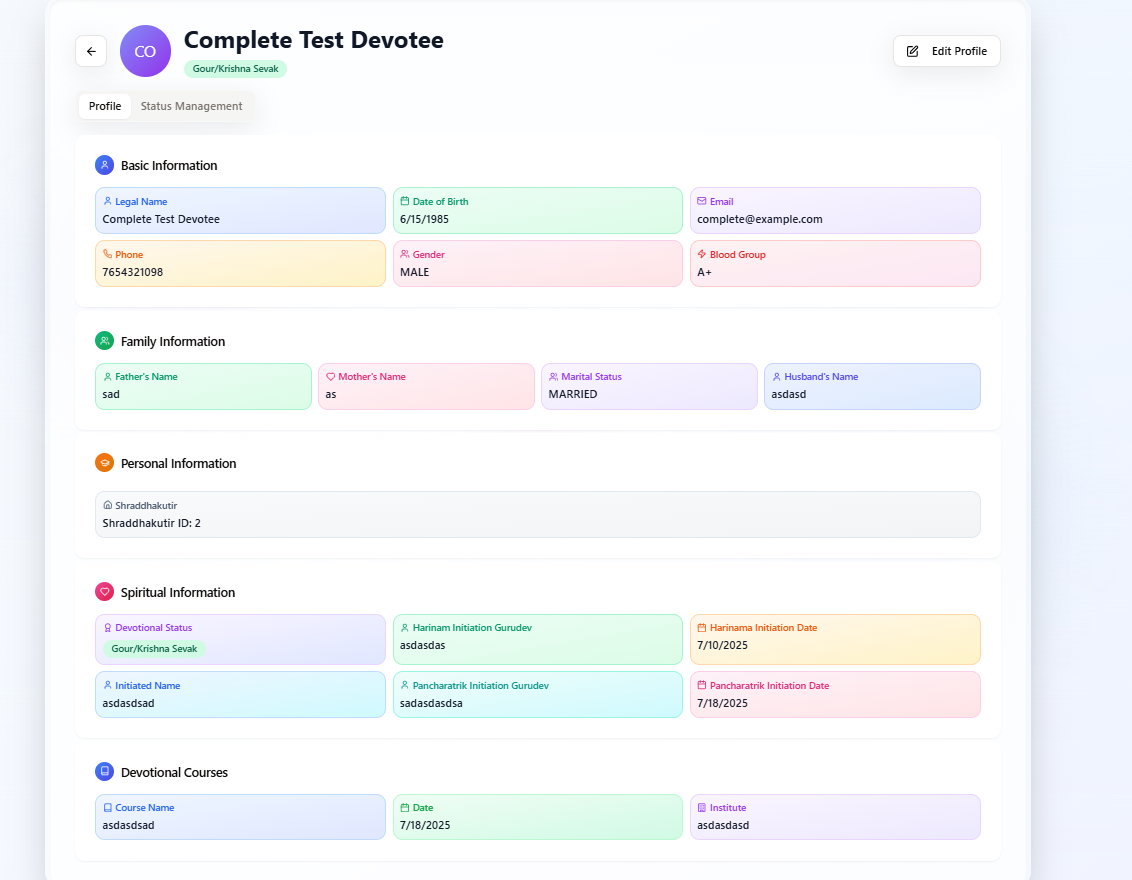 CO
Complete Test Devotee
Gour/Krishna Sevak
Edit Profile
Profile Status Management
Basic Information
Legal Name Date of Birth Email
Complete Test Devotee 6/15/1985 complete@example.com
Phone Gender Blood Group
7654321098 MALE A+
Family Information
Father's Name Mother's Name Marital Status Husband's Name
sad as MARRIED asdasd
Personal Information
Shraddhakutir
Shraddhakutir ID: 2
Spiritual Information
Devotional Status Harinam Initiation Gurudev Harinama Initiation Date
Gour/Krishna Sevak asdasdas 7/10/2025
Initiated Name Pancharatrik Initiation Gurudev Pancharatrik Initiation Date
asdasdsad sadasdasdsa 7/18/2025
Devotional Courses
Course Name Date Institute
asdasdsad 7/18/2025 asdasdasd